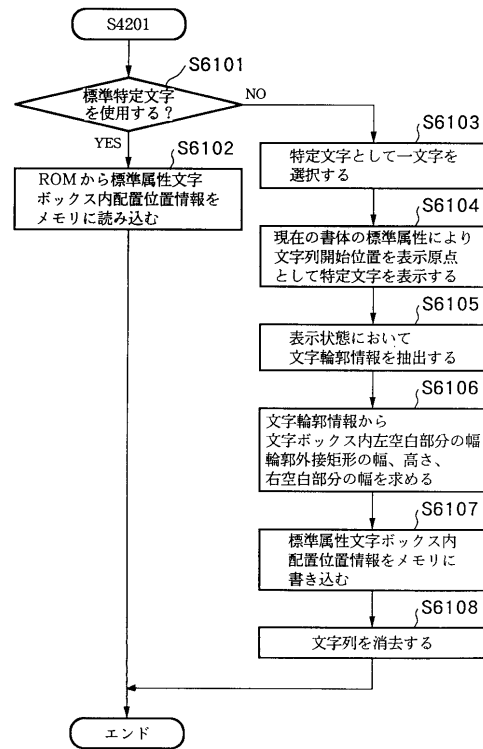 S4201
S6101
標準特定文字
を使用する?
NO
YES
S6102
ROMから標準属性文字
ボックス内配置位置情報を
メモリに読み込む
S6103
特定文字として一文字を
選択する
S6104
現在の書体の標準属性により
文字列開始位置を表示原点
として特定文字を表示する
S6105
表示状態において
文字輪郭情報を抽出する
S6106
文字輪郭情報から
文字ボックス内左空白部分の幅
輪郭外接矩形の幅、高さ、
右空白部分の幅を求める
S6107
標準属性文字ボックス内
配置位置情報をメモリに
書き込む
S6108
文字列を消去する
エンド